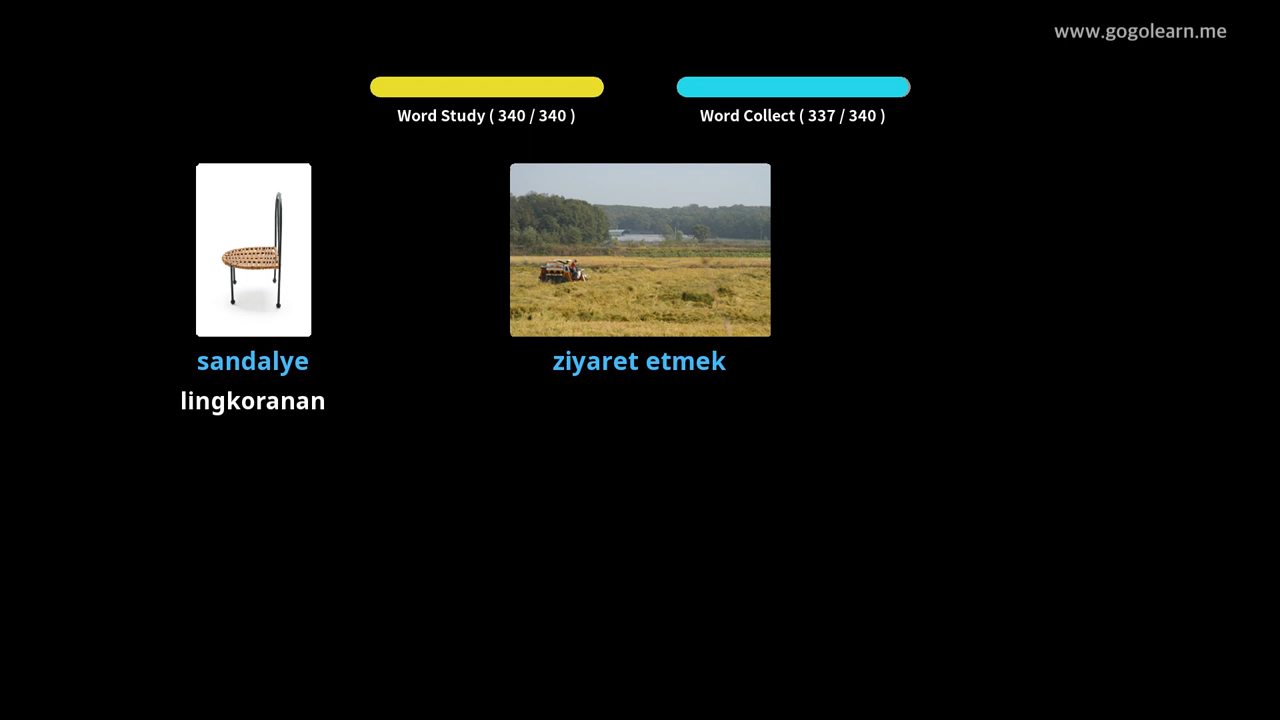 www.gogolearn.me
Word Study ( 340 / 340 )
Word Collect ( 337 / 340 )
sandalye
ziyaret etmek
lingkoranan